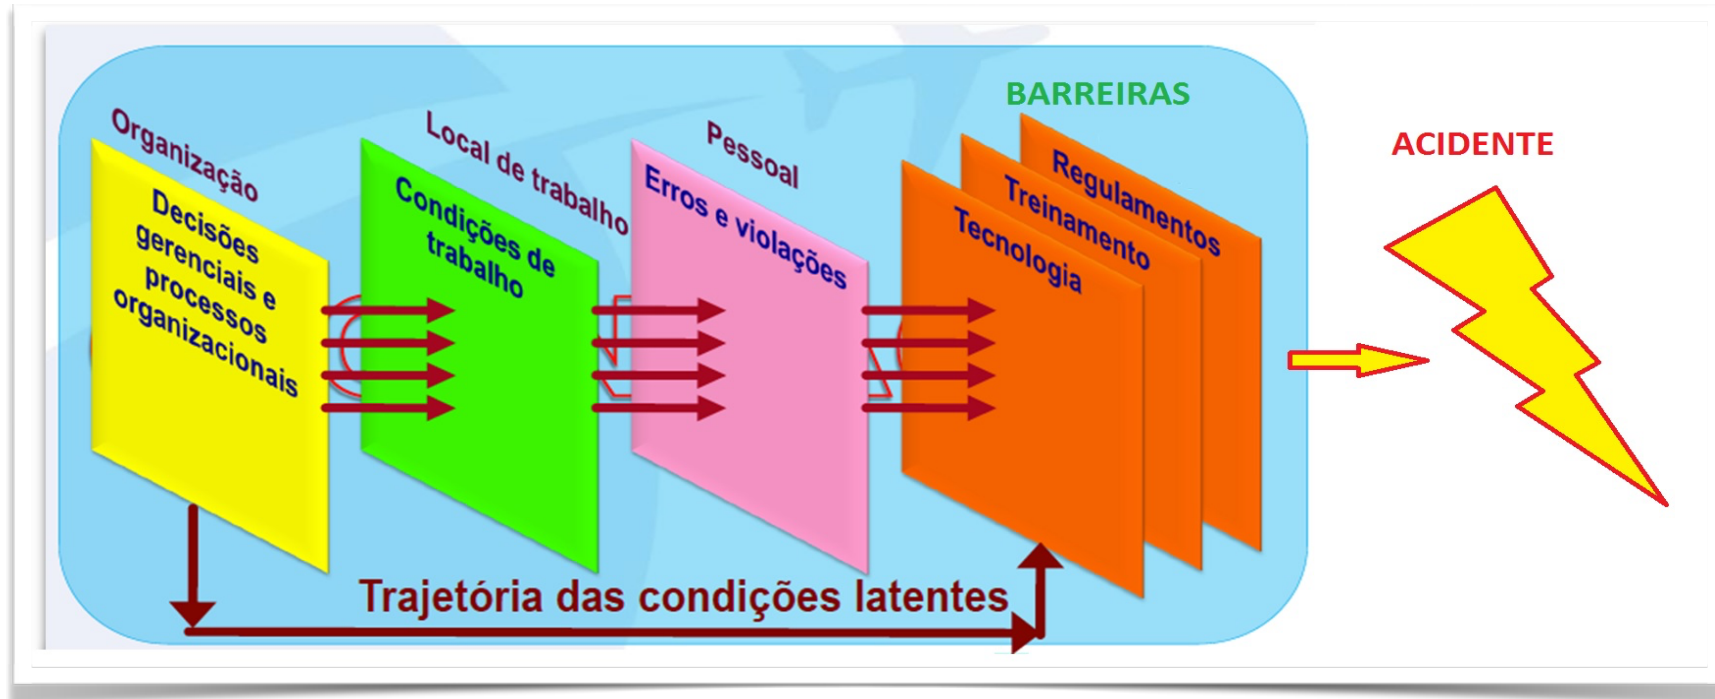 BARREIRAS
ACIDENTE
Organização
Decisões
gerenciais e
processos
organizacionais
Local de trabalho
Condições de
trabalho
Pessoal
Erros e violações
Regulamentos
Treinamento
Tecnologia
Trajetória das condições latentes